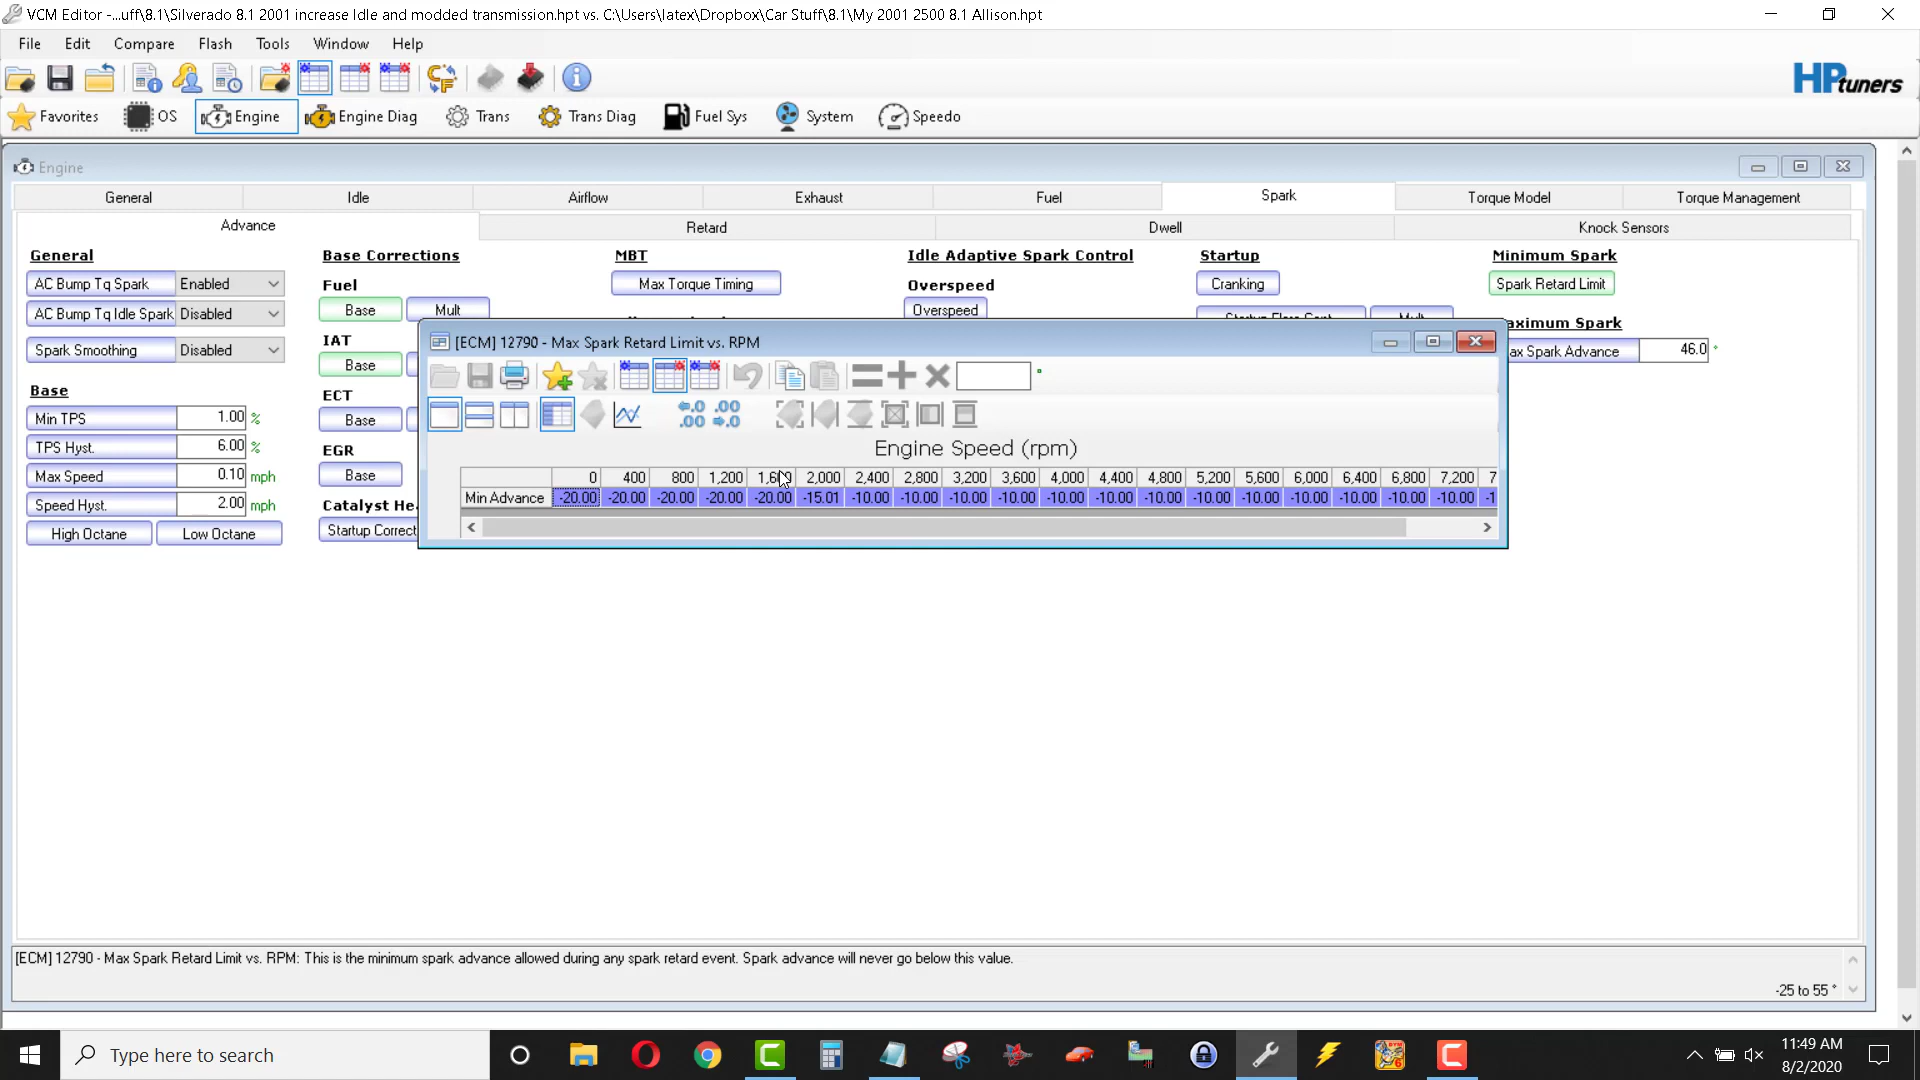 VCM Editor -...uff\8.1\Silverado 8.1 2001 increase Idle and modded transmission.hpt vs. C:\Users\latex\Dropbox\Car Stuff\8.1\My 2001 2500 8.1 Allison.hpt
File Edit Compare Flash Tools Window Help
HPtuners
Favorites OS Engine Engine Diag Trans Trans Diag Fuel Sys System Speedo
Engine
General Idle Airflow Exhaust Fuel Spark Torque Model Torque Management
Advance Retard Dwell Knock Sensors
General Base Corrections MBT Idle Adaptive Spark Control Startup Minimum Spark
AC Bump Tq Spark Enabled Fuel Max Torque Timing Overspeed Cranking Spark Retard Limit
AC Bump Tq Idle Spark Disabled Base Mult Overspeed
Spark Smoothing Disabled IAT Base
aximum Spark
ax Spark Advance 46.0 °
Base ECT
Min TPS 1.00 % Base
TPS Hyst. 6.00 % EGR
Max Speed 0.10 mph Base
Speed Hyst. 2.00 mph Catalyst He
High Octane Low Octane Startup Correct
[ECM] 12790 - Max Spark Retard Limit vs. RPM
°
Engine Speed (rpm)
0 400 800 1,200 1,600 2,000 2,400 2,800 3,200 3,600 4,000 4,400 4,800 5,200 5,600 6,000 6,400 6,800 7,200 7
Min Advance -20.00 -20.00 -20.00 -20.00 -20.00 -15.01 -10.00 -10.00 -10.00 -10.00 -10.00 -10.00 -10.00 -10.00 -10.00 -10.00 -10.00 -10.00 -10.00 -1
[ECM] 12790 - Max Spark Retard Limit vs. RPM: This is the minimum spark advance allowed during any spark retard event. Spark advance will never go below this value.
-25 to 55 °
Type here to search
11:49 AM
8/2/2020